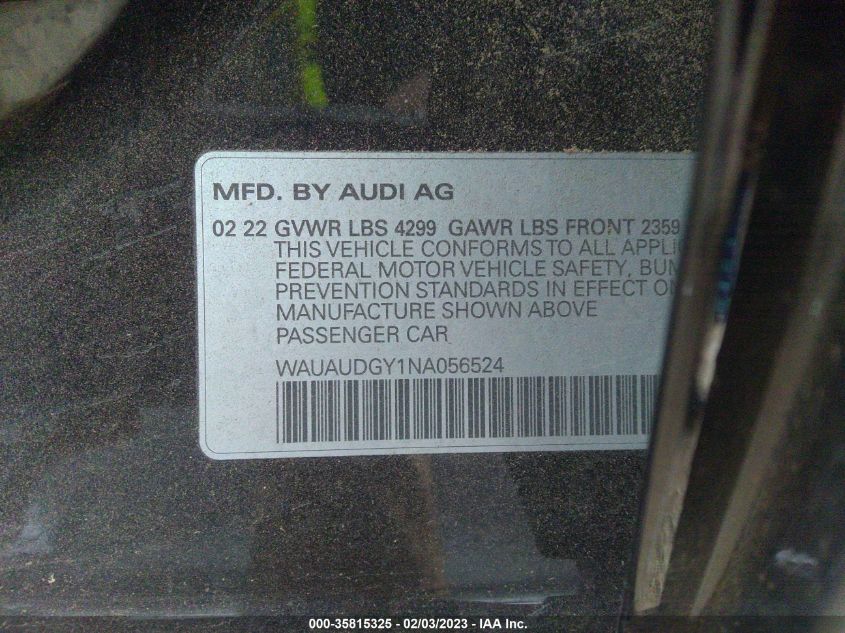 MFD. BY AUDI AG
02 22 GVWR LBS 4299 GAWR LBS FRONT 2359
THIS VEHICLE CONFORMS TO ALL
FEDERAL MOTOR VEHICLE SAFETY,
PREVENTION STANDARDS IN EFFECT
MANUFACTURE SHOWN ABOVE
PASSENGER CAR
WAUAUDGY1NA056524
000-35815325 - 02/03/2023 - IAA Inc.